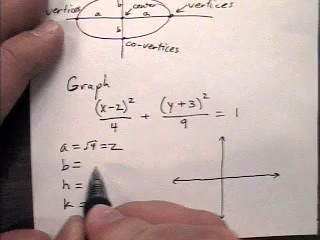 vertices
b
center
vertices
a
a
b
co-vertices
Graph
(x-2)²/4 + (y+3)²/9 = 1
a = √4 = 2
b =
h =
k =